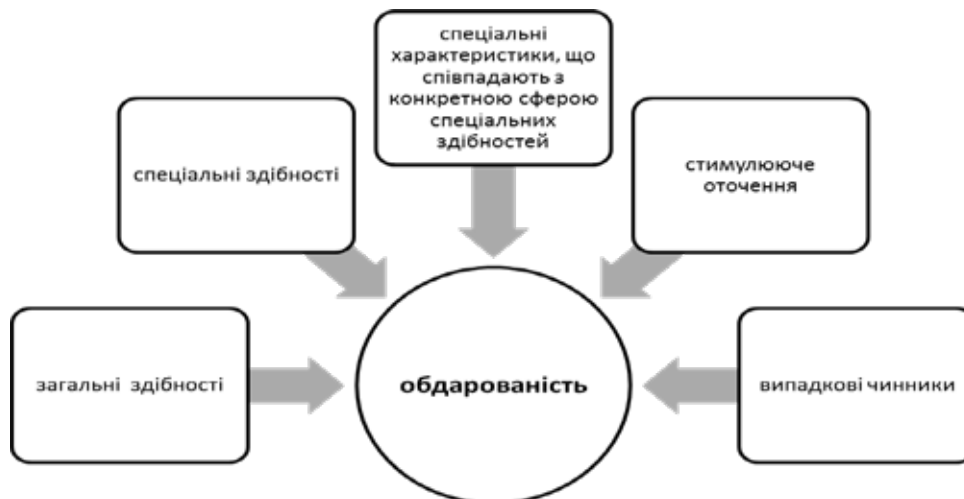 спеціальні
характеристики, що
співпадають з
конкретною сферою
спеціальних
здібностей
спеціальні здібності
стимулююче
оточення
загальні здібності
обдарованість
випадкові чинники